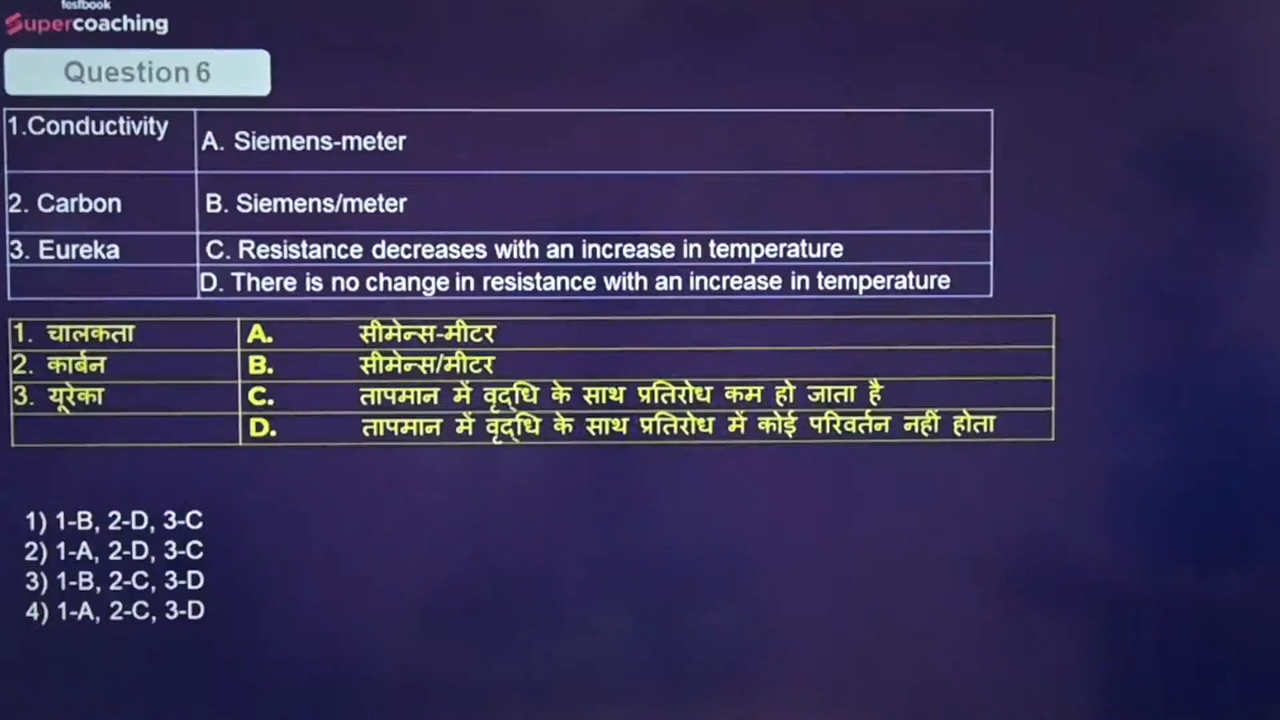 testbook
Supercoaching
Question 6
1.Conductivity
A. Siemens-meter
2. Carbon
B. Siemens/meter
3. Eureka
C. Resistance decreases with an increase in temperature
D. There is no change in resistance with an increase in temperature
1. चालकता
A. सीमेन्स-मीटर
2. कार्बन
B. सीमेन्स/मीटर
3. यूरेका
C. तापमान में वृद्धि के साथ प्रतिरोध कम हो जाता है
D. तापमान में वृद्धि के साथ प्रतिरोध में कोई परिवर्तन नहीं होता
1) 1-B, 2-D, 3-C
2) 1-A, 2-D, 3-C
3) 1-B, 2-C, 3-D
4) 1-A, 2-C, 3-D